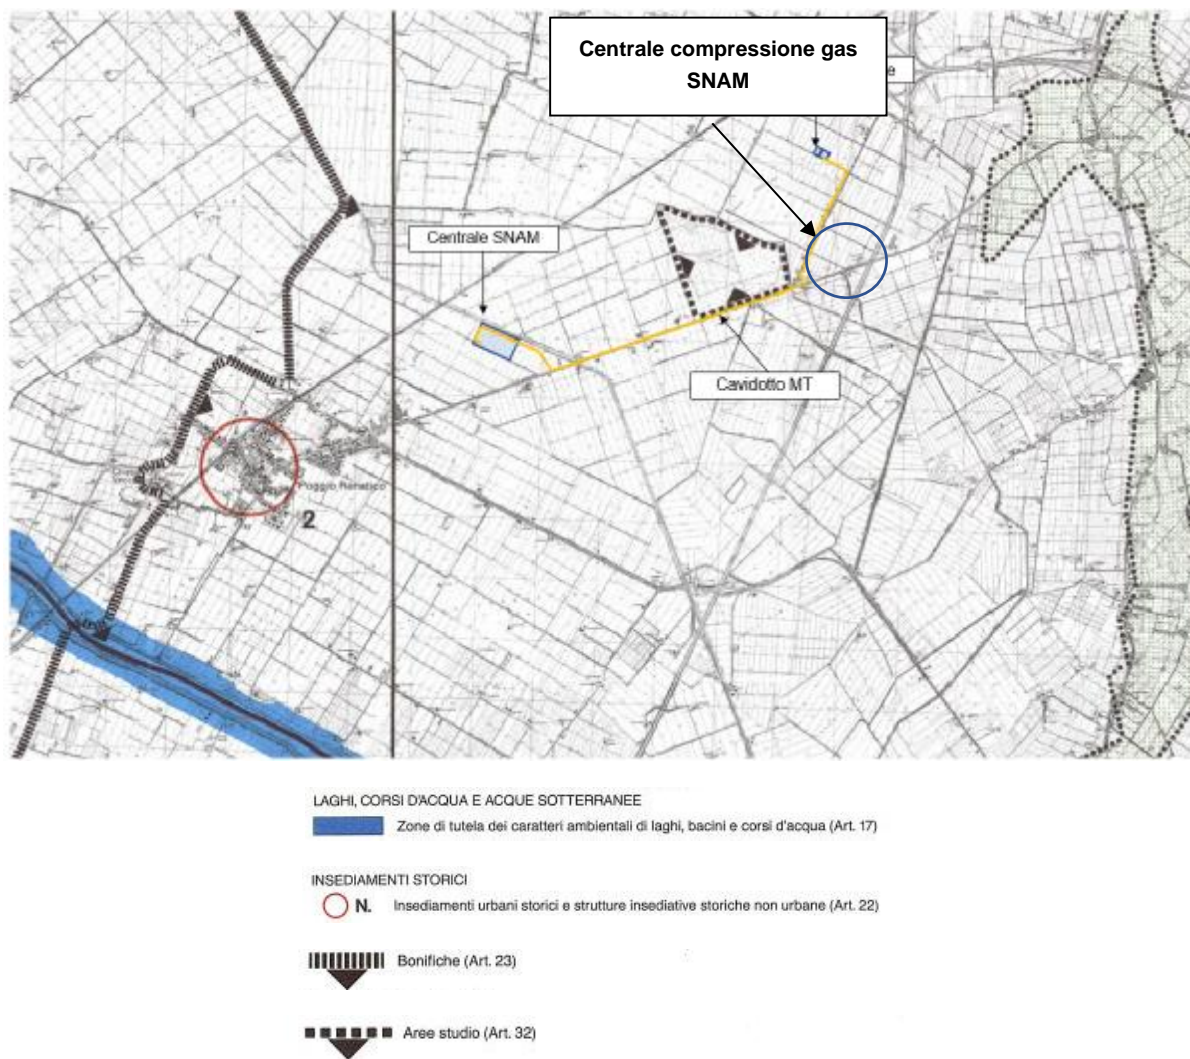 Centrale compressione gas
SNAM
e
Centrale SNAM
Cavidotto MT
Poggio Renatico
2
LAGHI, CORSI D'ACQUA E ACQUE SOTTERRANEE
Zone di tutela dei caratteri ambientali di laghi, bacini e corsi d'acqua (Art. 17)
INSEDIAMENTI STORICI
N. Insediamenti urbani storici e strutture insediative storiche non urbane (Art. 22)
Bonifiche (Art. 23)
Aree studio (Art. 32)